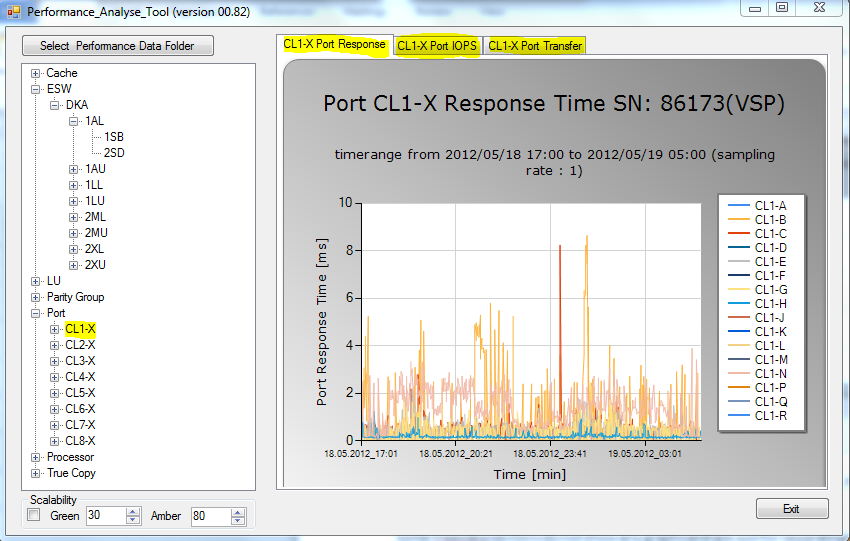 Performance_Analyse_Tool (version 00.82)
Select Perfomance Data Folder
Cache
ESW
DKA
1AL
1SB
2SD
1AU
1LL
1LU
2ML
2MU
2XL
2XU
LU
Parity Group
Port
CL1-X
CL2-X
CL3-X
CL4-X
CL5-X
CL6-X
CL7-X
CL8-X
Processor
True Copy
Scalability
Green 30 Amber 80
CL1-X Port Response CL1-X Port IOPS CL1-X Port Transfer
Port CL1-X Response Time SN: 86173(VSP)
timerange from 2012/05/18 17:00 to 2012/05/19 05:00 (sampling
rate : 1)
Port Response Time [ms]
10
8
6
4
2
0
18.05.2012_17:01 18.05.2012_20:21 18.05.2012_23:41 19.05.2012_03:01
Time [min]
CL1-A
CL1-B
CL1-C
CL1-D
CL1-E
CL1-F
CL1-G
CL1-H
CL1-J
CL1-K
CL1-L
CL1-M
CL1-N
CL1-P
CL1-Q
CL1-R
Exit